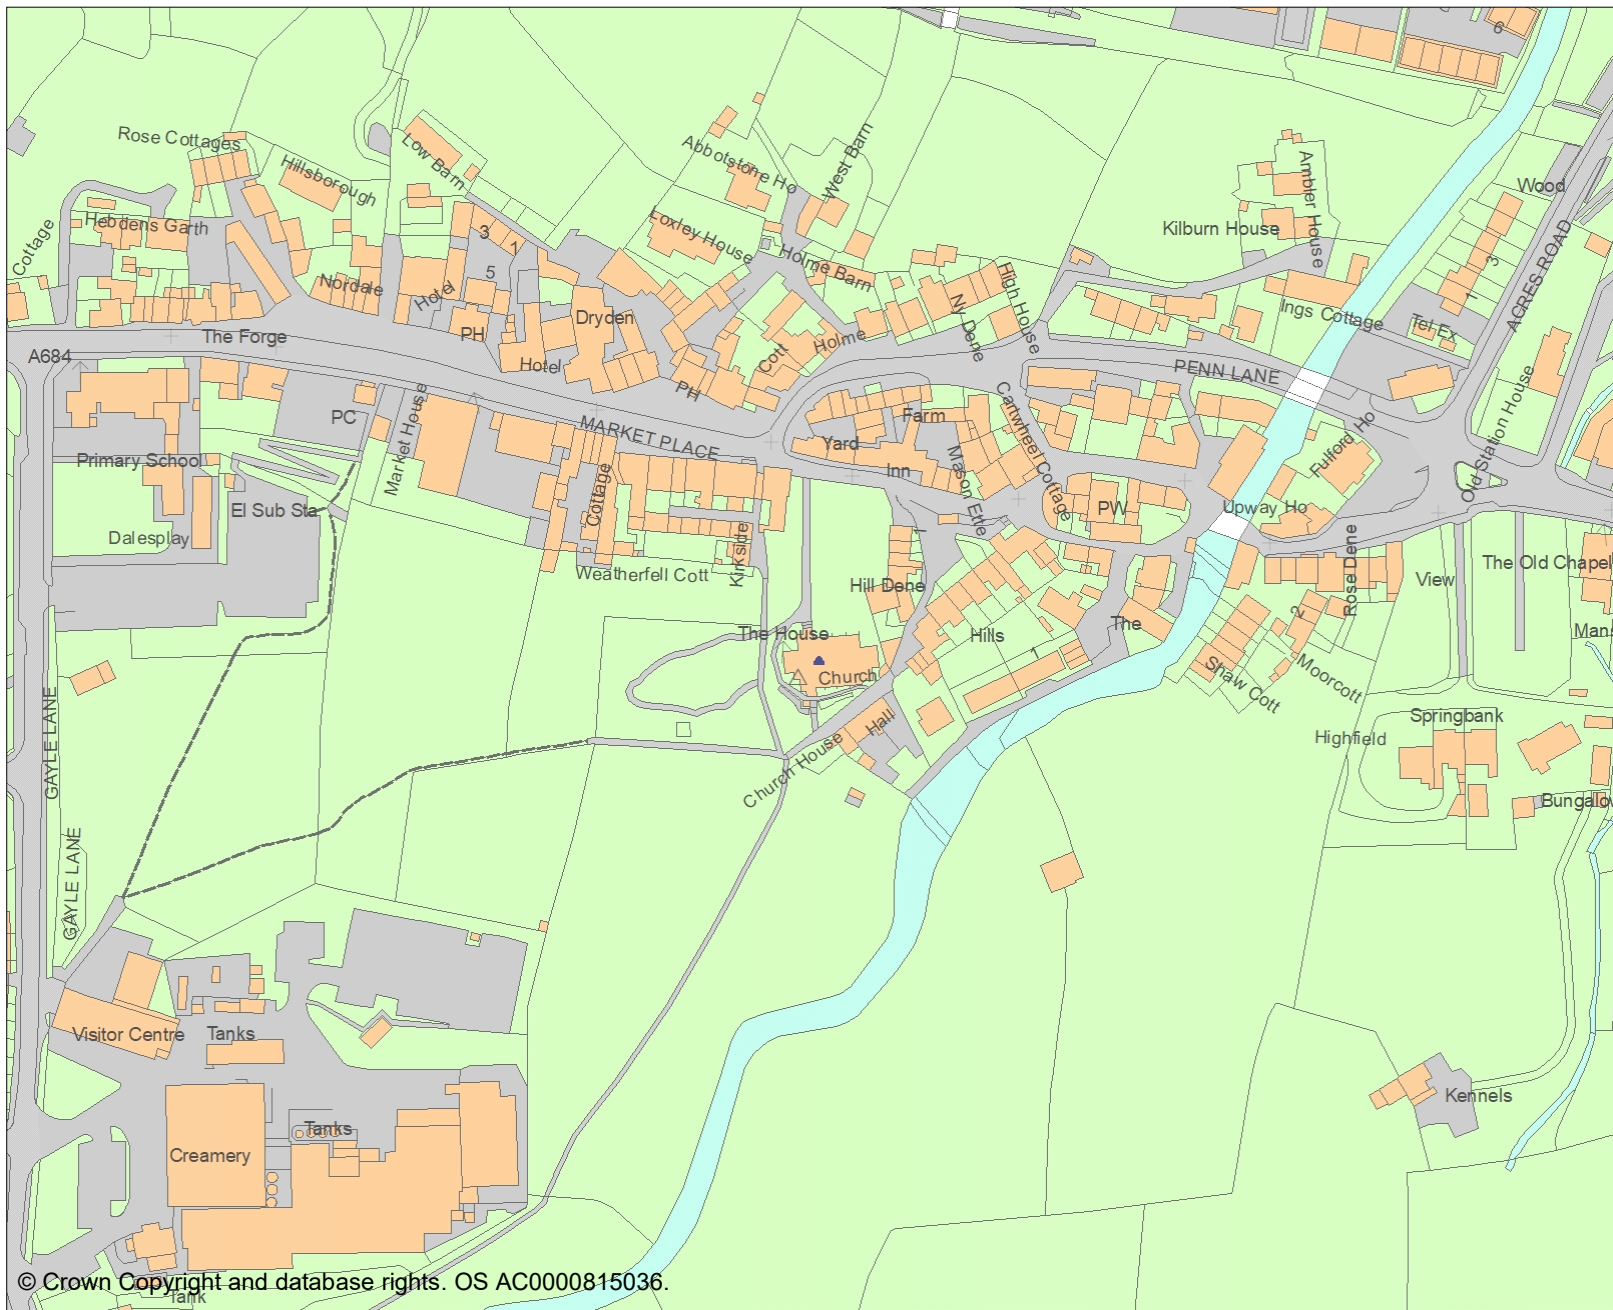 6
Rose Cottages
Hillsborough
Low Barn
Abbotstone Ho
West Barn
Ambler House
Wood
Cottage
Hebdens Garth
3
1
5
Loxley House
Holme Barn
Kilburn House
3
1
ACRES ROAD
Nordale
Hotel
PH
Dryden
Ny Dene
High House
Ings Cottage
Tel Ex
The Forge
A684
Hotel
Cott
Holme
PENN LANE
PH
Old Station House
PC
Market House
MARKET PLACE
Farm
Yard
Inn
Cartwheel Cottage
Mason Ette
Fulford Ho
Primary School
Cottage
El Sub Sta
Dalesplay
PW
Upway Ho
Kirkside
1
Weatherfell Cott
Hill Dene
Rose Dene
View
The Old Chapel
The House
Hills
The
2
Mans
1
Church
Shaw Cott
Moorcott
Hall
Church House
Springbank
Highfield
GAYLE LANE
Bungalow
GAYLE LANE
Visitor Centre
Tanks
Kennels
Tanks
Creamery
© Crown Copyright and database rights. OS AC0000815036.
Tank